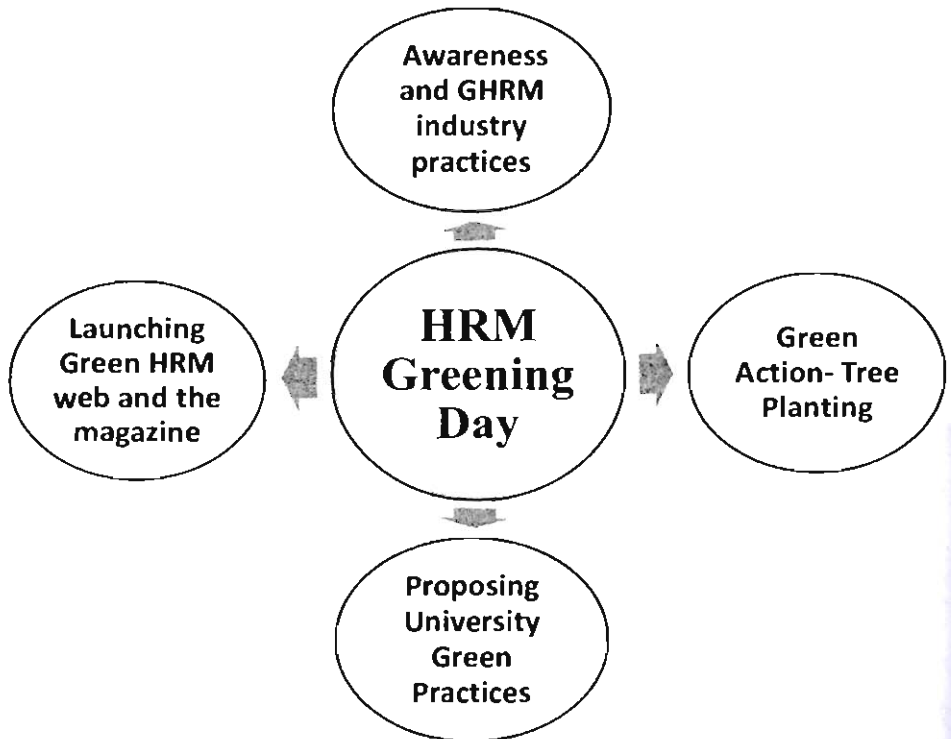 Awareness
and GHRM
industry
practices
Launching
Green HRM
web and the
magazine
HRM
Greening
Day
Green
Action- Tree
Planting
Proposing
University
Green
Practices